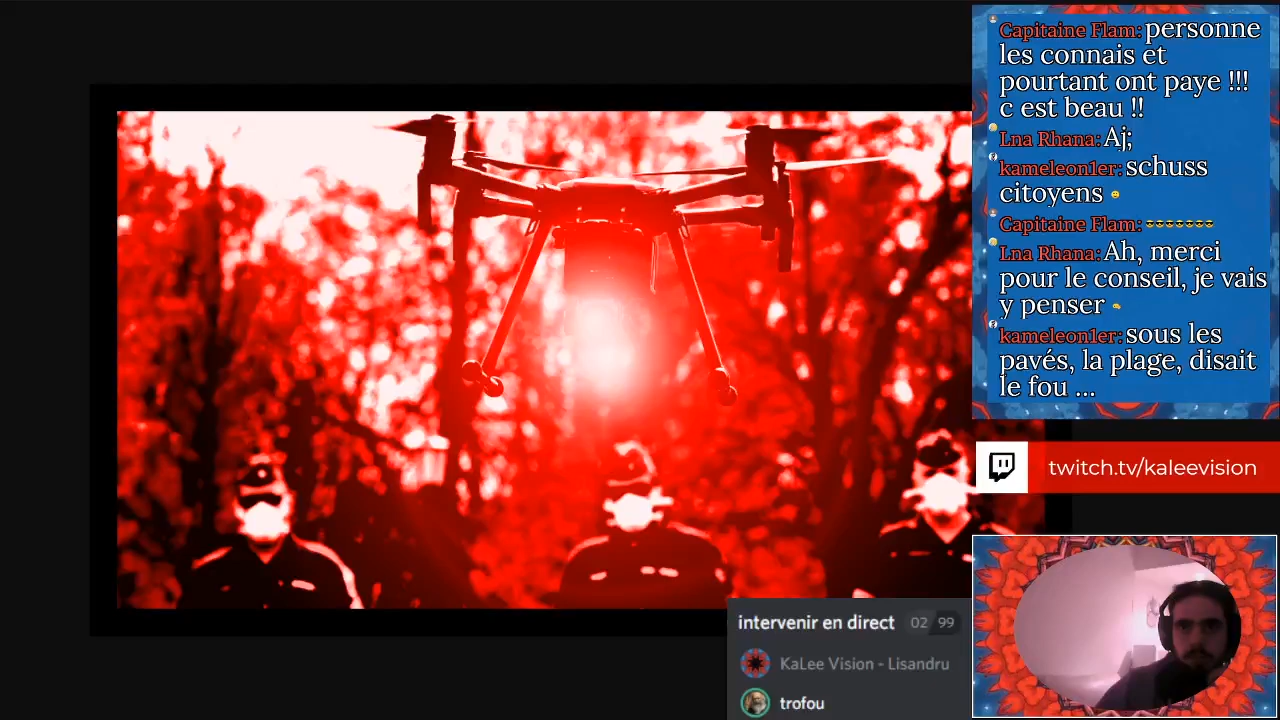 Capitaine Flam: personne
les connais et
pourtant ont paye !!!
c est beau !!
Lna Rhana: Aj;
kameleon1er: schuss
citoyens
Capitaine Flam:
Lna Rhana: Ah, merci
pour le conseil, je vais
y penser
kameleon1er: sous les
pavés, la plage, disait
le fou ...
twitch.tv/kaleevision
intervenir en direct 02 99
KaLee Vision - Lisandru
trofou